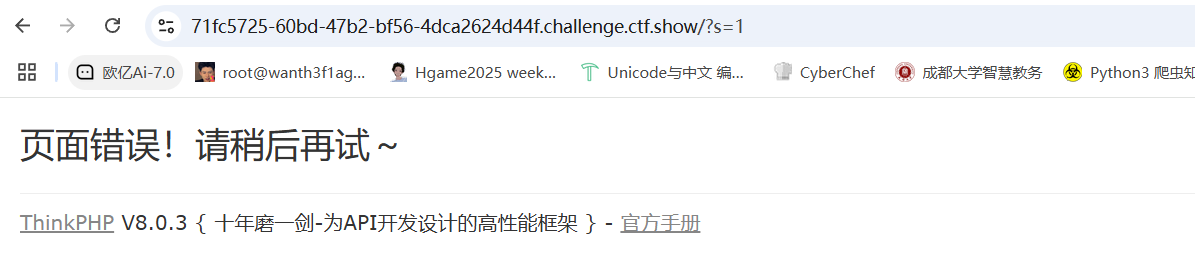 71fc5725-60bd-47b2-bf56-4dca2624d44f.challenge.ctf.show/?s=1
欧亿Ai-7.0 root@wanth3f1ag... Hgame2025 week... Unicode与中文 编... CyberChef 成都大学智慧教务 Python3 爬虫知
页面错误！请稍后再试～
ThinkPHP V8.0.3 { 十年磨一剑-为API开发设计的高性能框架 } - 官方手册